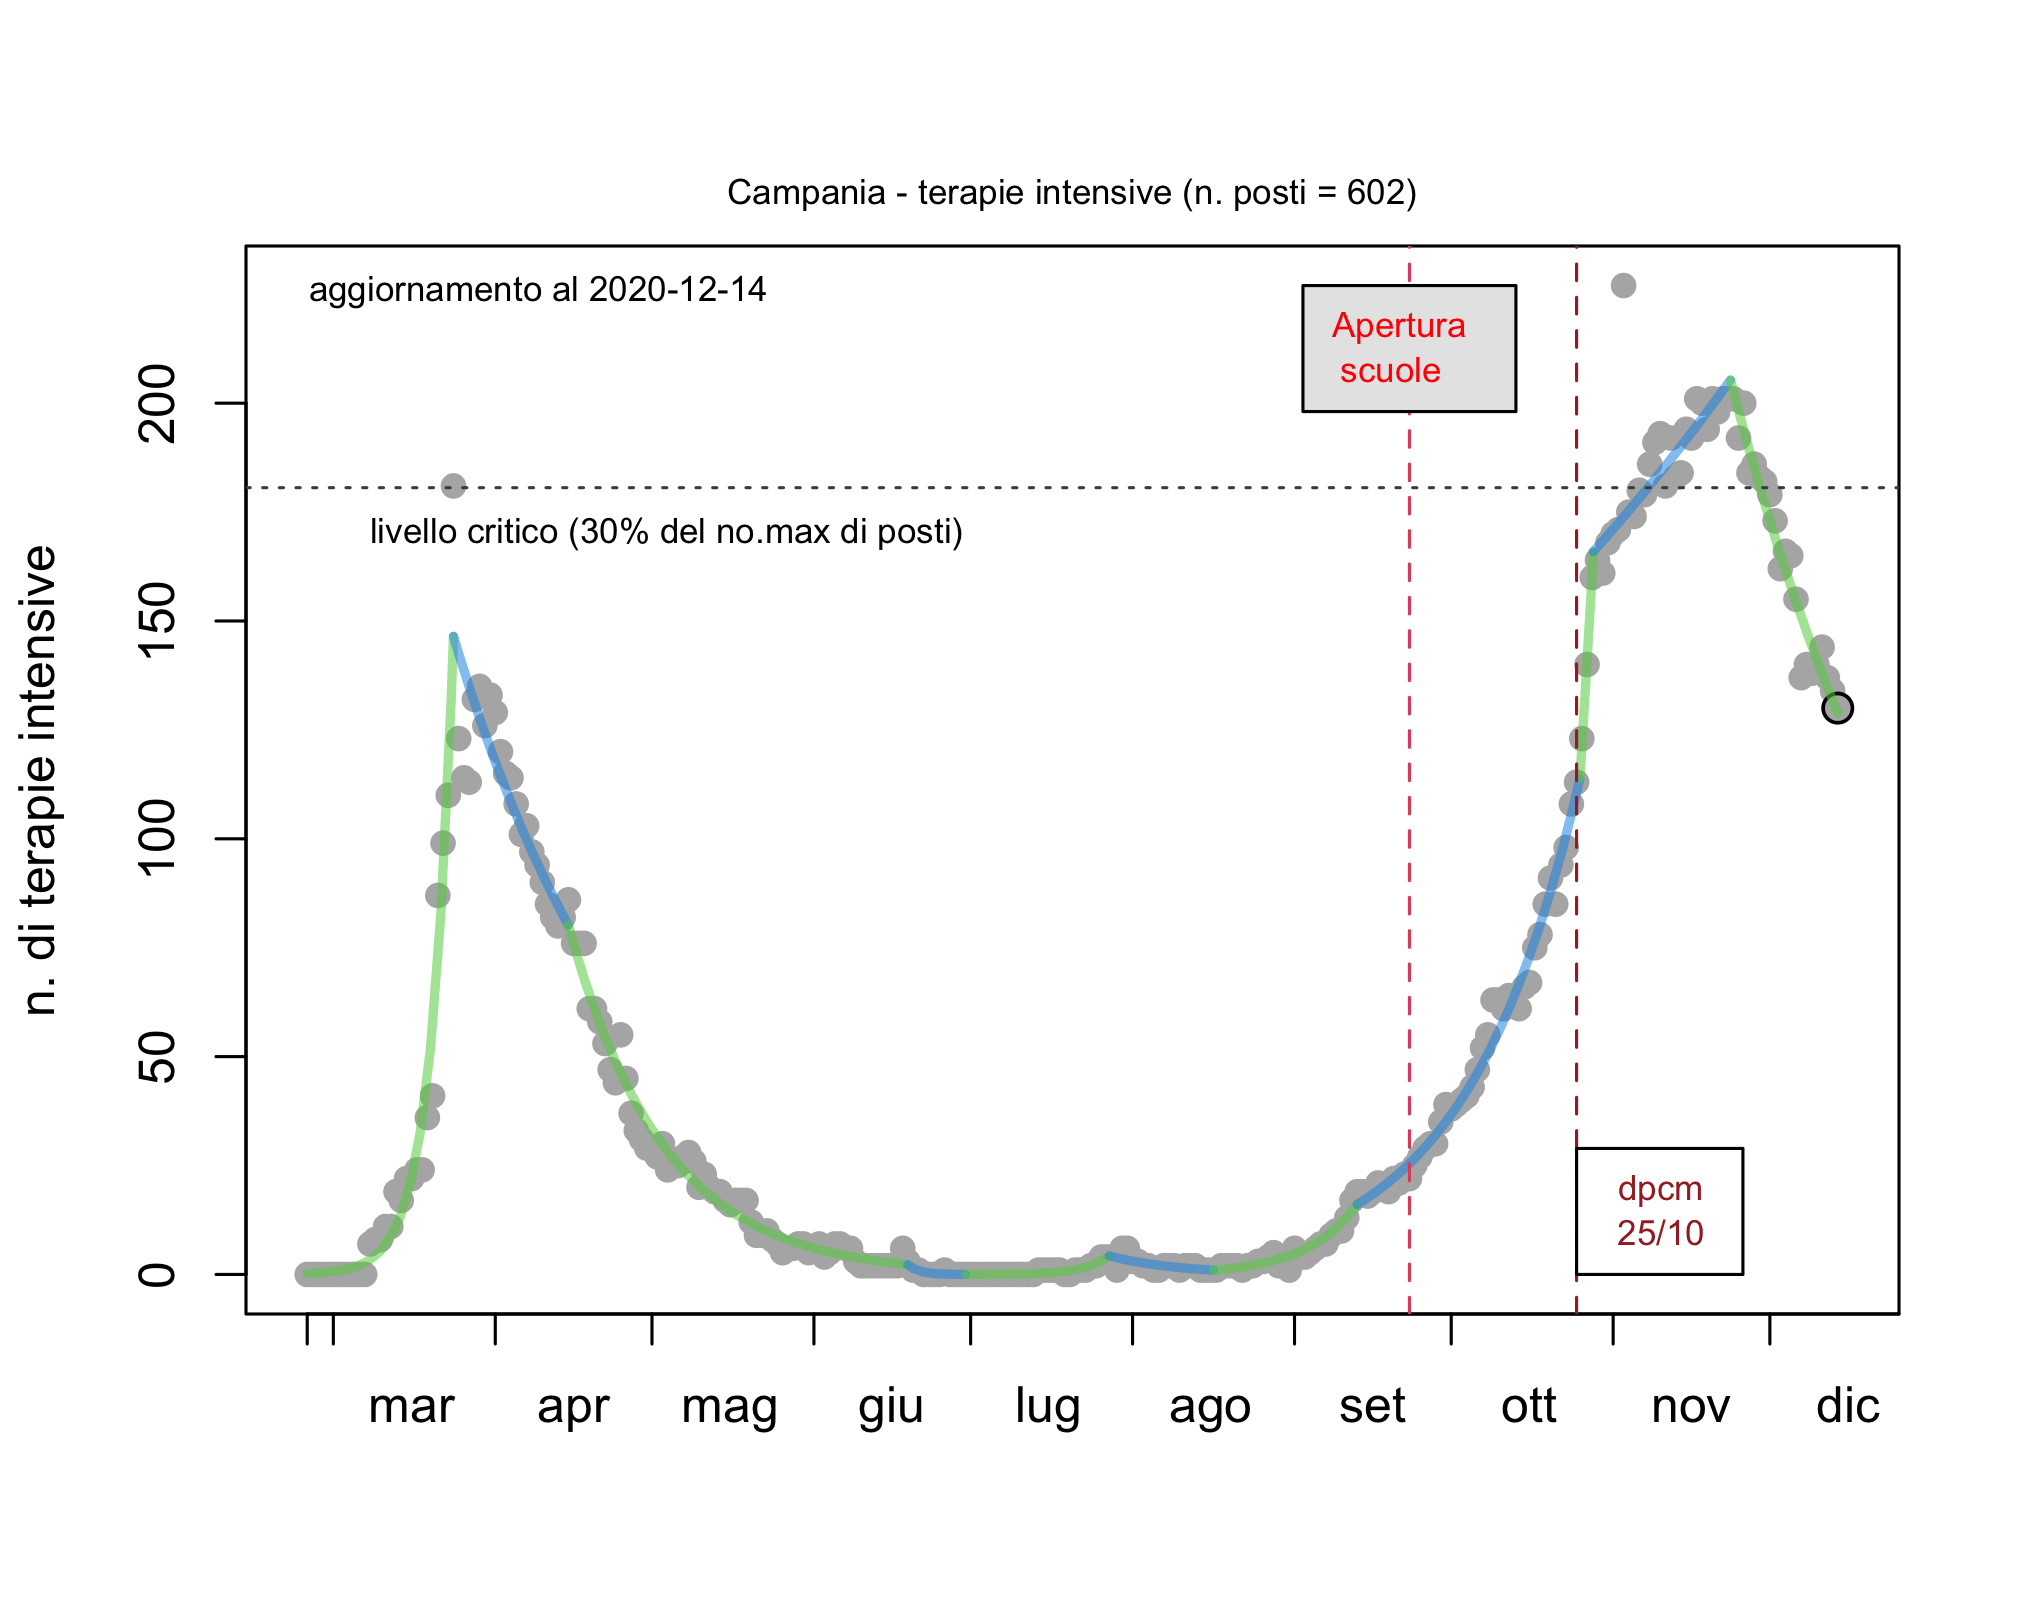 Campania - terapie intensive (n. posti = 602)
aggiornamento al 2020-12-14
Apertura
scuole
livello critico (30% del no.max di posti)
dpcm
25/10
n. di terapie intensive
200
150
100
50
0
mar apr mag giu lug ago set ott nov dic